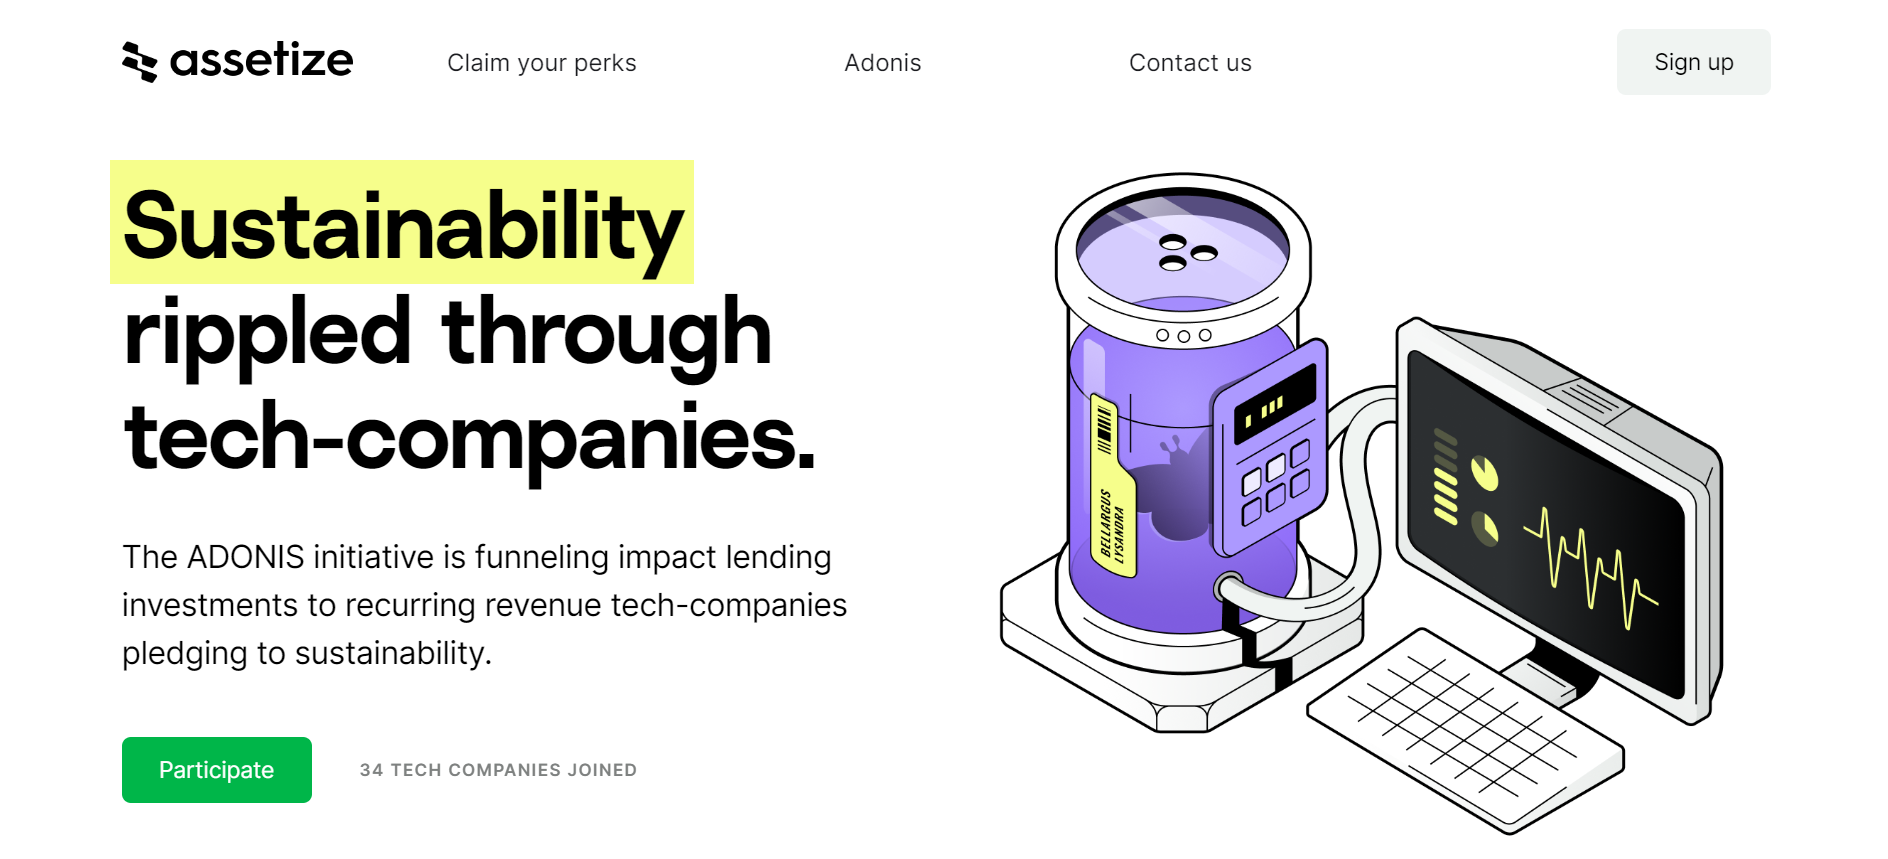 assetize
Claim your perks
Adonis
Contact us
Sign up
Sustainability
rippled through
tech-companies.
The ADONIS initiative is funneling impact lending
investments to recurring revenue tech-companies
pledging to sustainability.
Participate
34 TECH COMPANIES JOINED
BELLARGUS
LYSANDRA